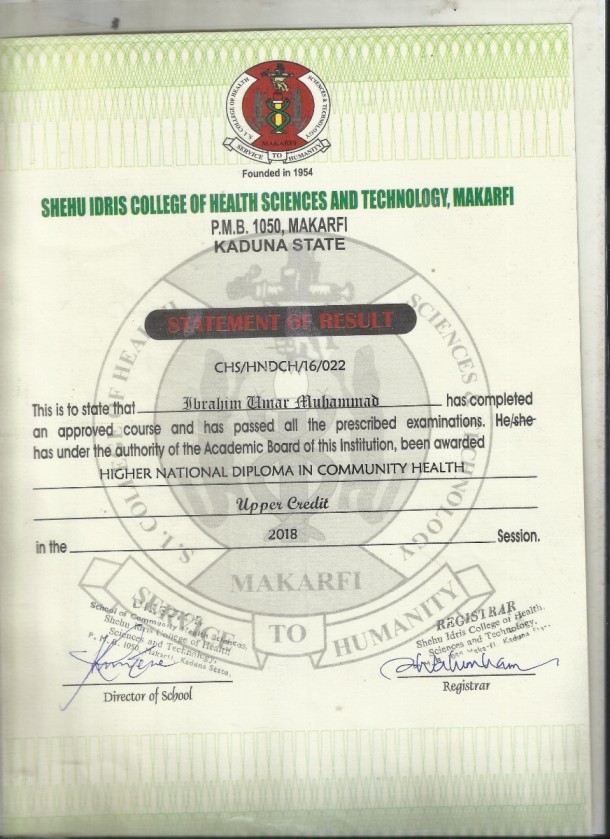 S.I. COLLEGE OF HEALTH SCIENCES & TECHNOLOGY
MAKARFI
SERVICE TO HUMANITY
Founded in 1954
SHEHU IDRIS COLLEGE OF HEALTH SCIENCES AND TECHNOLOGY, MAKARFI
P.M.B. 1050, MAKARFI
KADUNA STATE
STATEMENT OF RESULT
CHS/HNDCH/16/022
This is to state that Ibrahim Umar Muhammad has completed
an approved course and has passed all the prescribed examinations. He/she
has under the authority of the Academic Board of this Institution, been awarded
HIGHER NATIONAL DIPLOMA IN COMMUNITY HEALTH
Upper Credit
in the 2018 Session.
S.I. COLLEGE OF HEALTH SCIENCES & TECHNOLOGY
MAKARFI
SERVICE TO HUMANITY
School of Community Health Sciences,
Shehu Idris College of Health
Sciences and Technology,
P. M. B. 1050, Makarfi, Kaduna State.
Director of School
REGISTRAR
Shehu Idris College of Health,
Sciences and Technology,
Makarfi, Kaduna State
Registrar